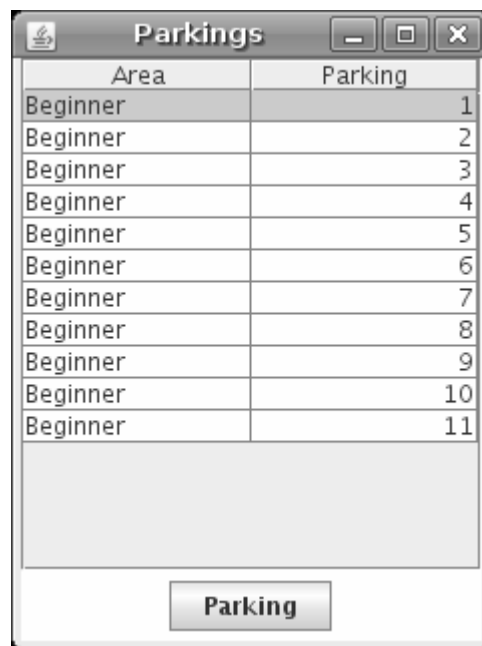 Parkings
Area Parking
Beginner 1
Beginner 2
Beginner 3
Beginner 4
Beginner 5
Beginner 6
Beginner 7
Beginner 8
Beginner 9
Beginner 10
Beginner 11
Parking